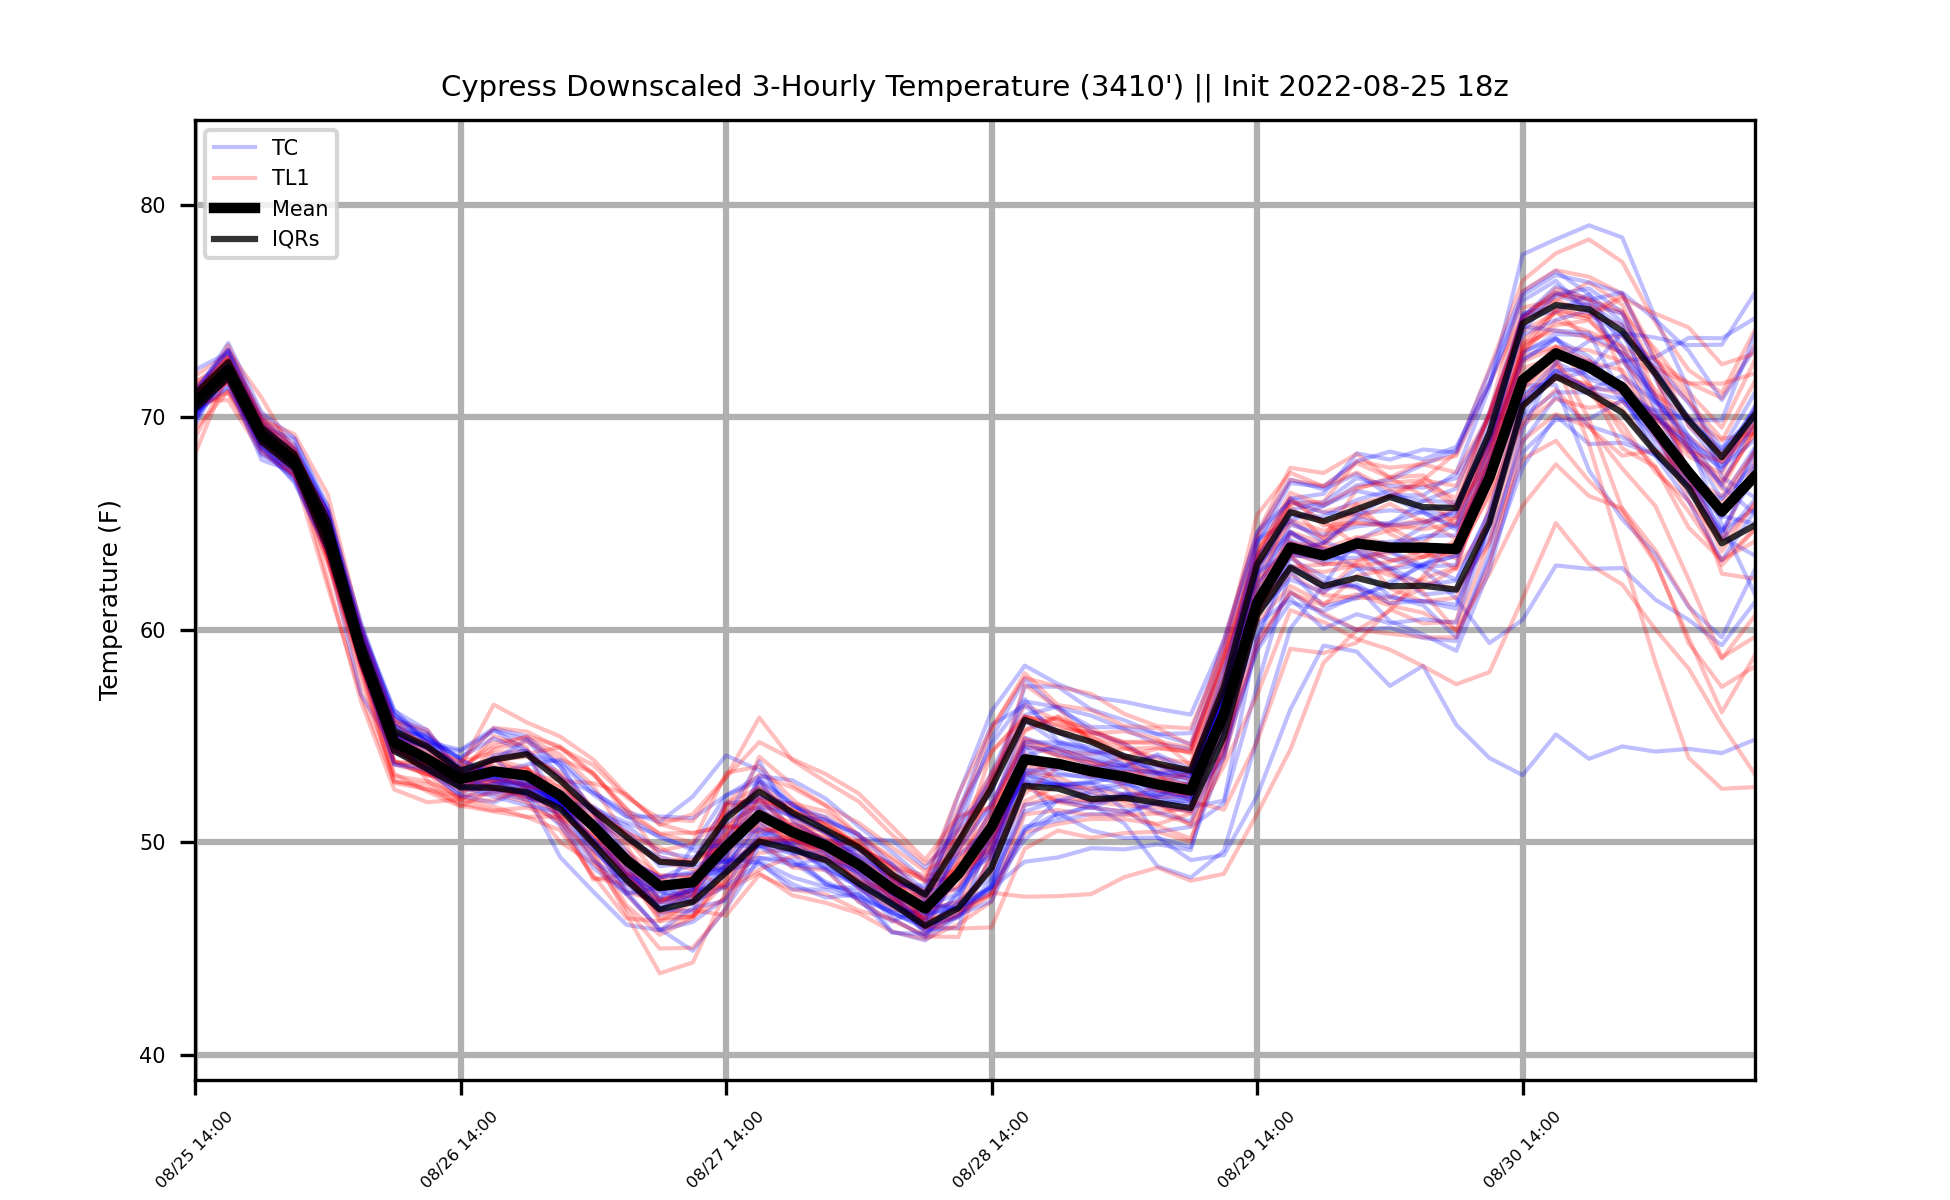 Cypress Downscaled 3-Hourly Temperature (3410') || Init 2022-08-25 18z
TC
TL1
Mean
IQRs
Temperature (F)
80
70
60
50
40
08/25 14:00
08/26 14:00
08/27 14:00
08/28 14:00
08/29 14:00
08/30 14:00